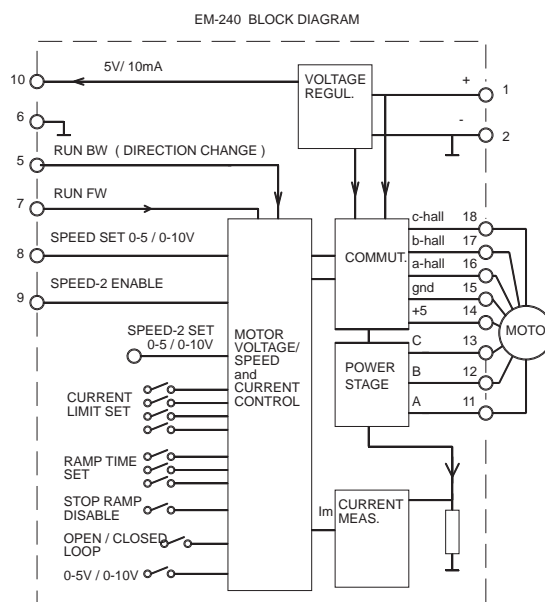 EM-240 BLOCK DIAGRAM
10
5V/ 10mA
VOLTAGE
REGUL.
+
1
6
-
2
5
RUN BW ( DIRECTION CHANGE )
7
RUN FW
8
SPEED SET 0-5 / 0-10V
9
SPEED-2 ENABLE
SPEED-2 SET
0-5 / 0-10V
CURRENT
LIMIT SET
RAMP TIME
SET
STOP RAMP
DISABLE
OPEN / CLOSED
LOOP
0-5V / 0-10V
MOTOR
VOLTAGE/
SPEED
and
CURRENT
CONTROL
COMMUT.
c-hall 18
b-hall 17
a-hall 16
gnd 15
+5 14
C 13
B 12
A 11
MOTO
POWER
STAGE
Im
CURRENT
MEAS.